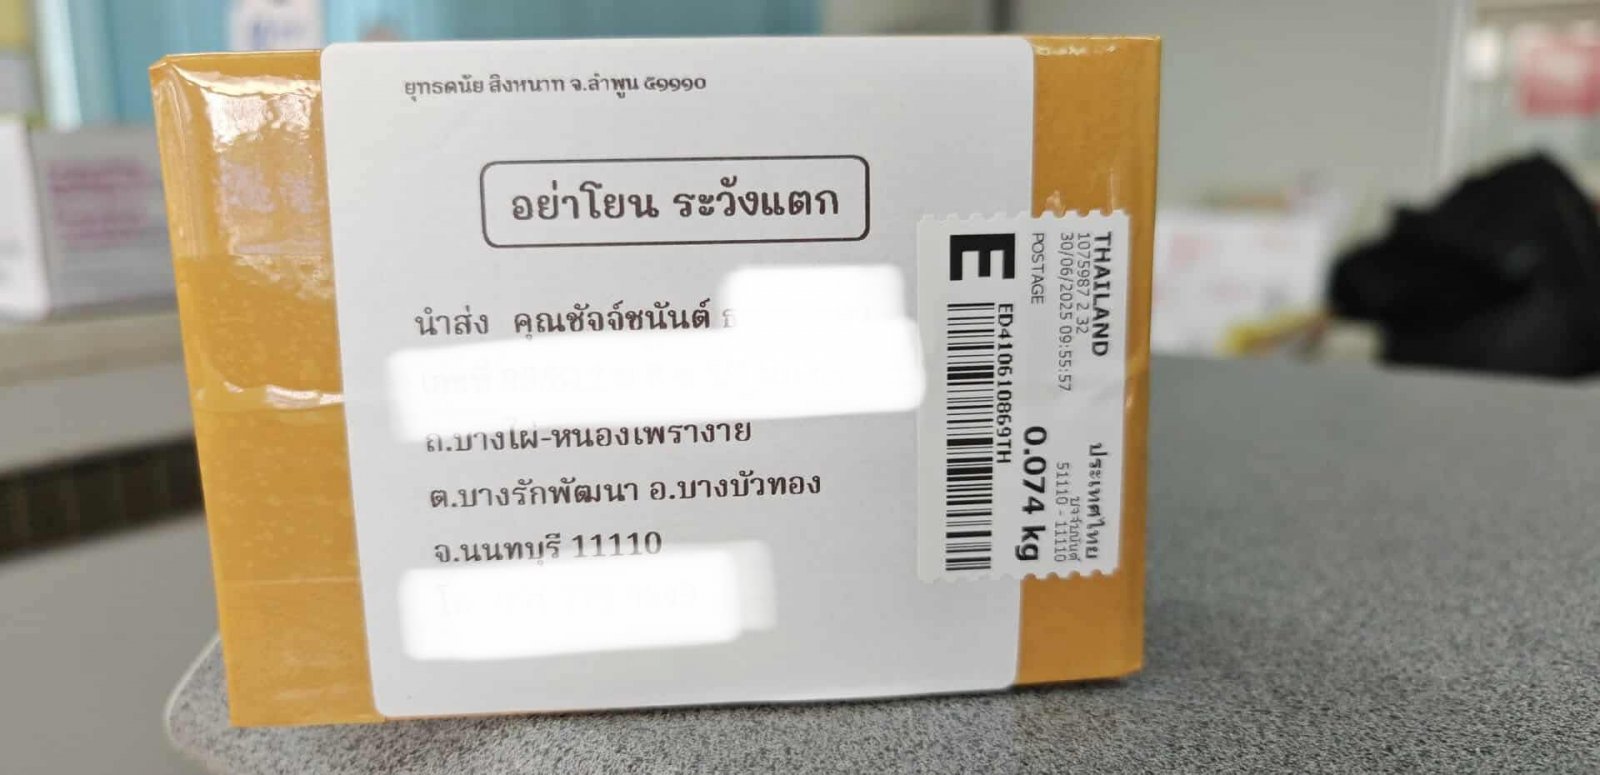 ยุทธดนัย สิงหนาท จ.ลำพูน ๕๑๑๑๐
อย่าโยน ระวังแตก
นำส่ง คุณชัจจ์ชนันต์
ถ.บางไผ่-หนองเพรางาย
ต.บางรักพัฒนา อ.บางบัวทอง
จ.นนทบุรี 11110
THAILAND
1075987 2 32
30/06/2025 09:55:57
POSTAGE
E
ED410610869TH
0.074 kg
ประเทศไทย
51110 - 11110